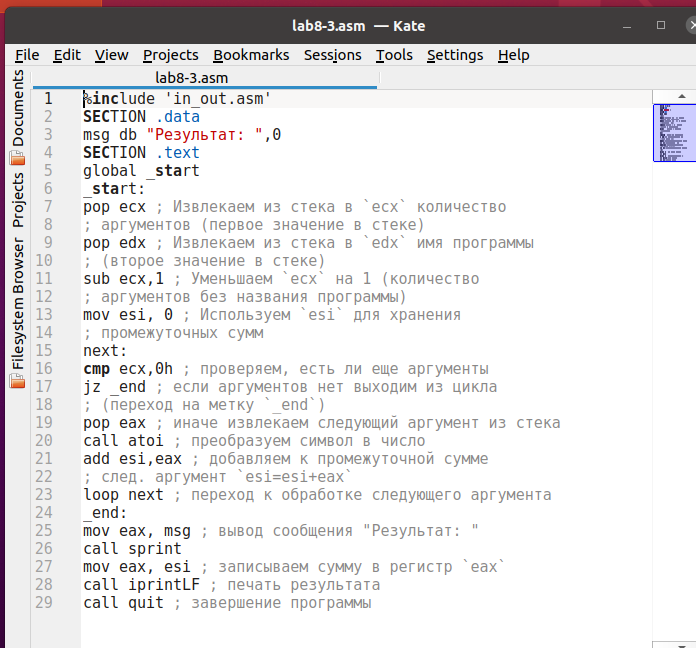 lab8-3.asm — Kate
File Edit View Projects Bookmarks Sessions Tools Settings Help
lab8-3.asm
Documents
Projects
Filesystem Browser
1 %include 'in_out.asm'
2 SECTION .data
3 msg db "Результат: ",0
4 SECTION .text
5 global _start
6 _start:
7 pop ecx ; Извлекаем из стека в `ecx` количество
8 ; аргументов (первое значение в стеке)
9 pop edx ; Извлекаем из стека в `edx` имя программы
10 ; (второе значение в стеке)
11 sub ecx,1 ; Уменьшаем `ecx` на 1 (количество
12 ; аргументов без названия программы)
13 mov esi, 0 ; Используем `esi` для хранения
14 ; промежуточных сумм
15 next:
16 cmp ecx,0h ; проверяем, есть ли еще аргументы
17 jz _end ; если аргументов нет выходим из цикла
18 ; (переход на метку `_end`)
19 pop eax ; иначе извлекаем следующий аргумент из стека
20 call atoi ; преобразуем символ в число
21 add esi,eax ; добавляем к промежуточной сумме
22 ; след. аргумент `esi=esi+eax`
23 loop next ; переход к обработке следующего аргумента
24 _end:
25 mov eax, msg ; вывод сообщения "Результат: "
26 call sprint
27 mov eax, esi ; записываем сумму в регистр `eax`
28 call iprintLF ; печать результата
29 call quit ; завершение программы